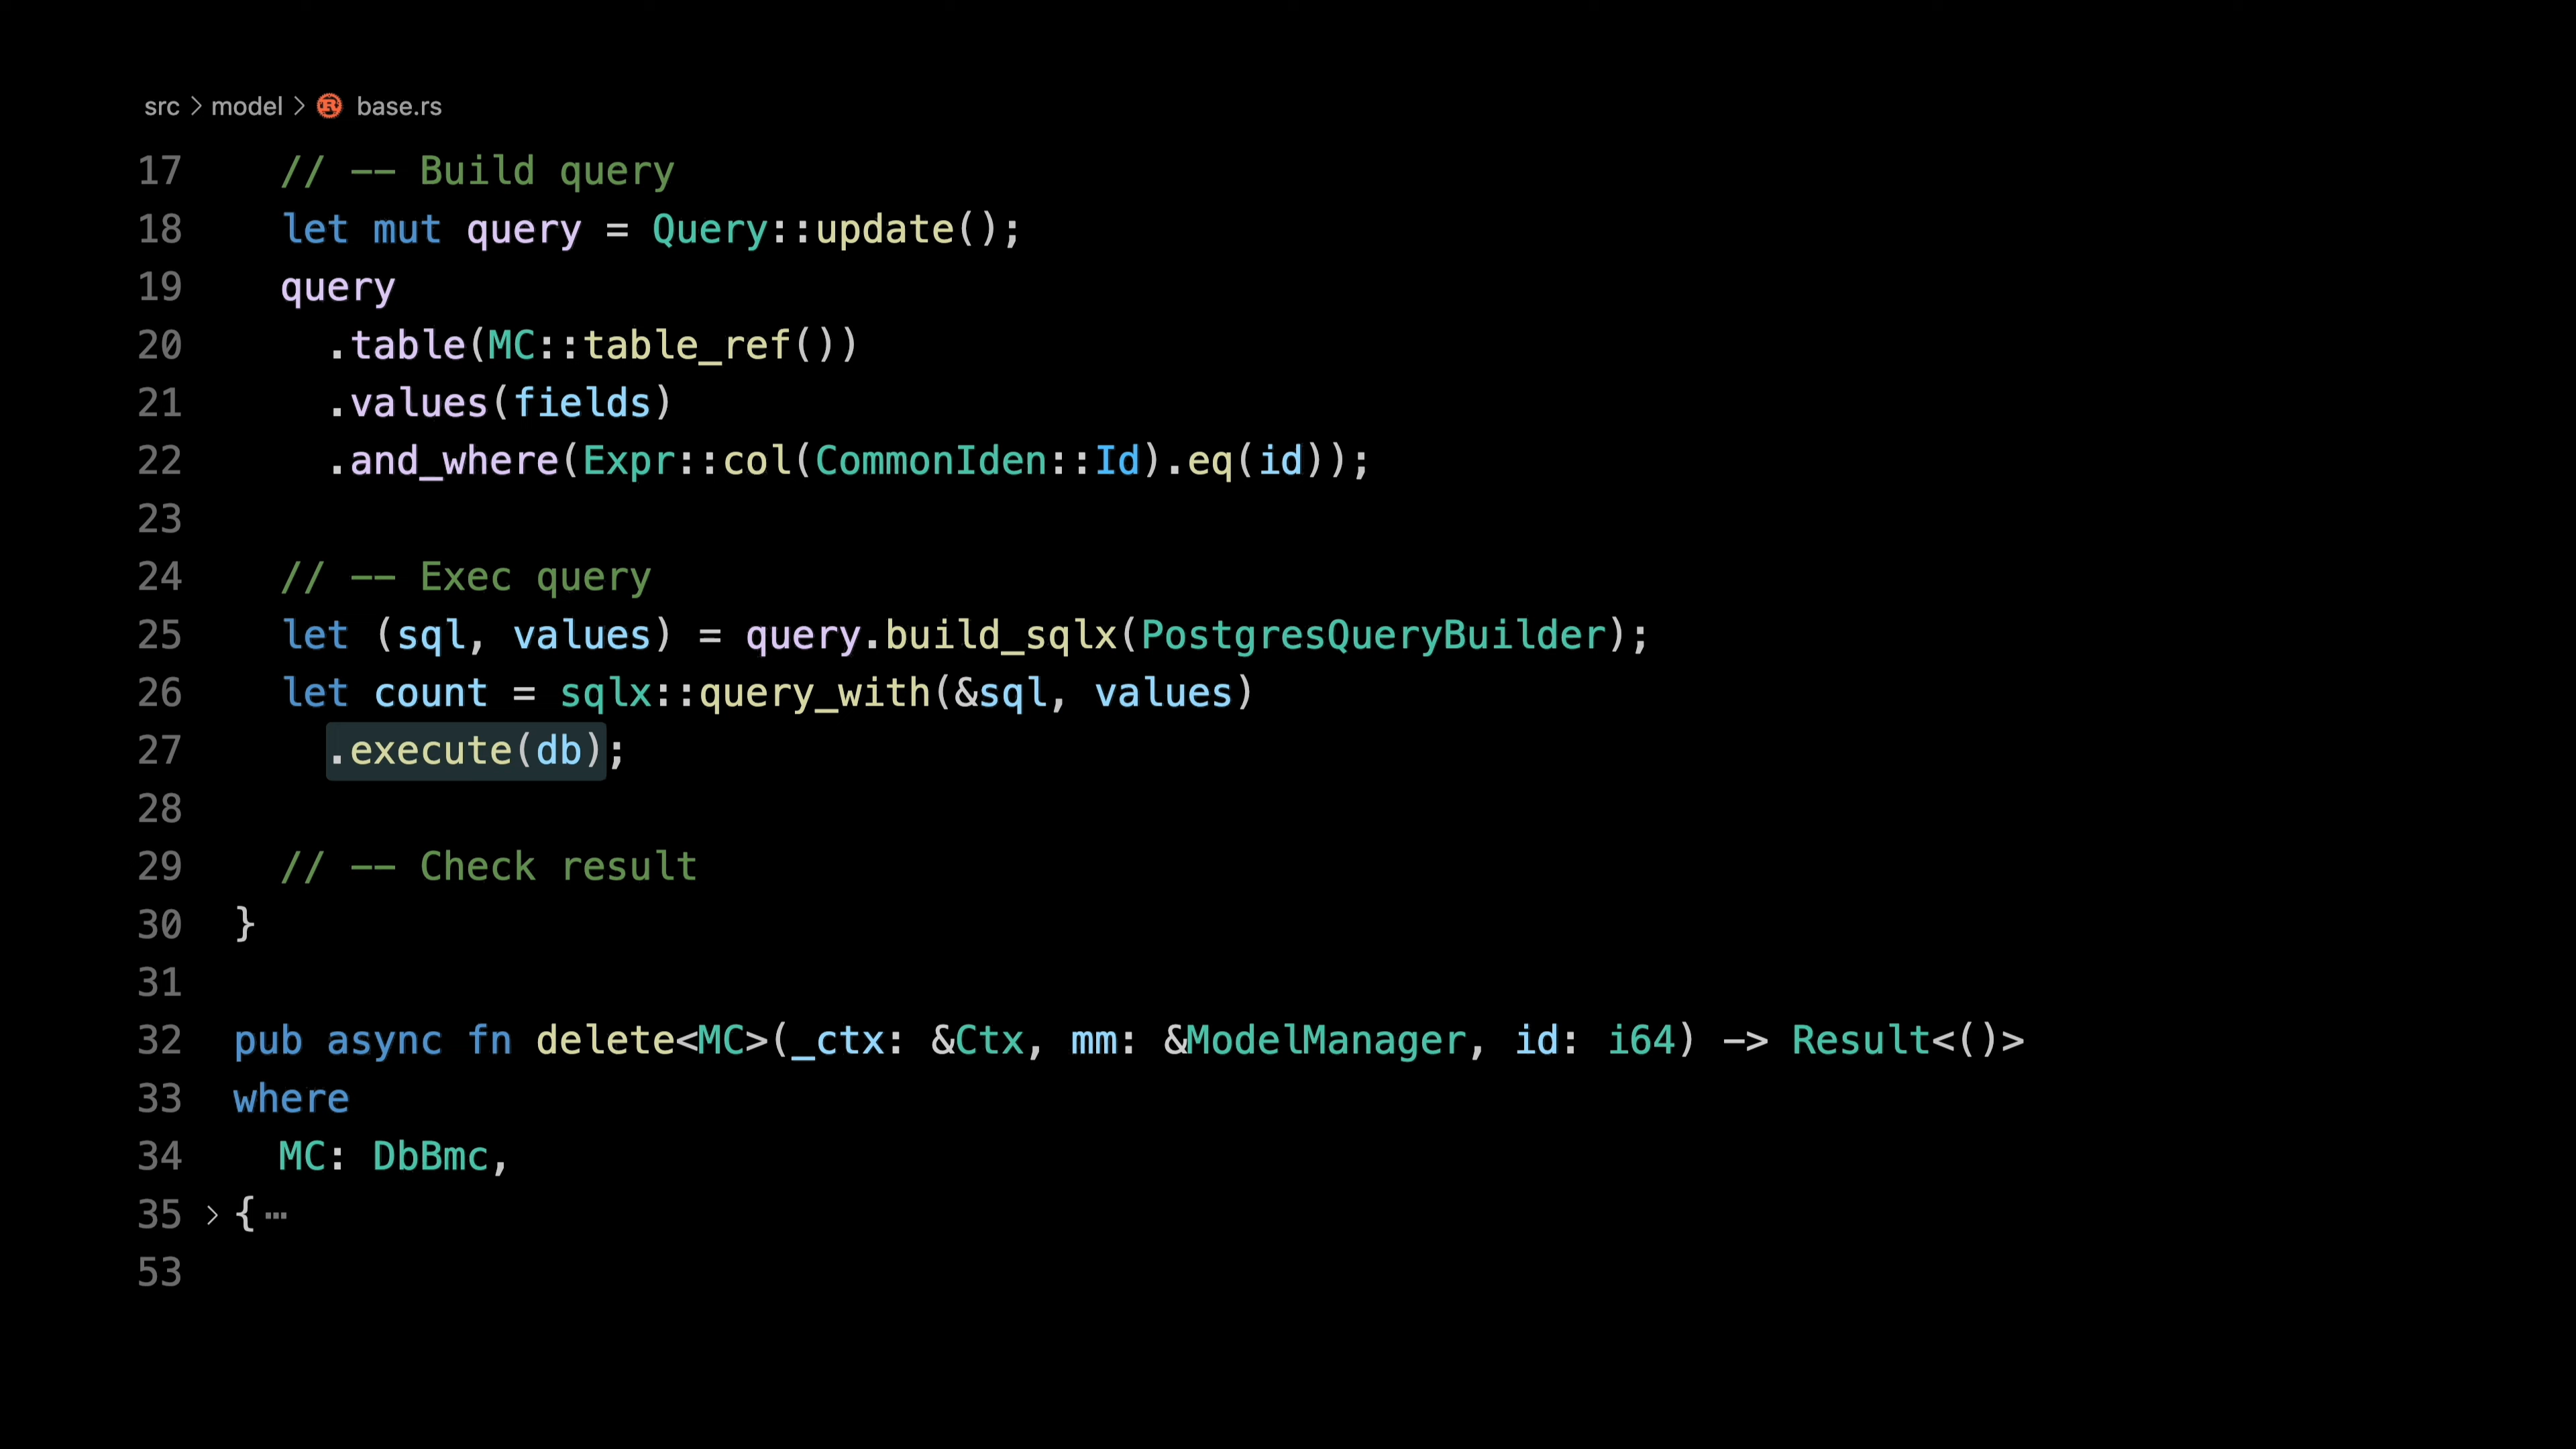 src > model > base.rs
17 // -- Build query
18 let mut query = Query::update();
19 query
20 .table(MC::table_ref())
21 .values(fields)
22 .and_where(Expr::col(CommonIden::Id).eq(id));
23
24 // -- Exec query
25 let (sql, values) = query.build_sqlx(PostgresQueryBuilder);
26 let count = sqlx::query_with(&sql, values)
27 .execute(db);
28
29 // -- Check result
30 }
31
32 pub async fn delete<MC>(_ctx: &Ctx, mm: &ModelManager, id: i64) -> Result<()>
33 where
34 MC: DbBmc,
35 > { ⋯
53